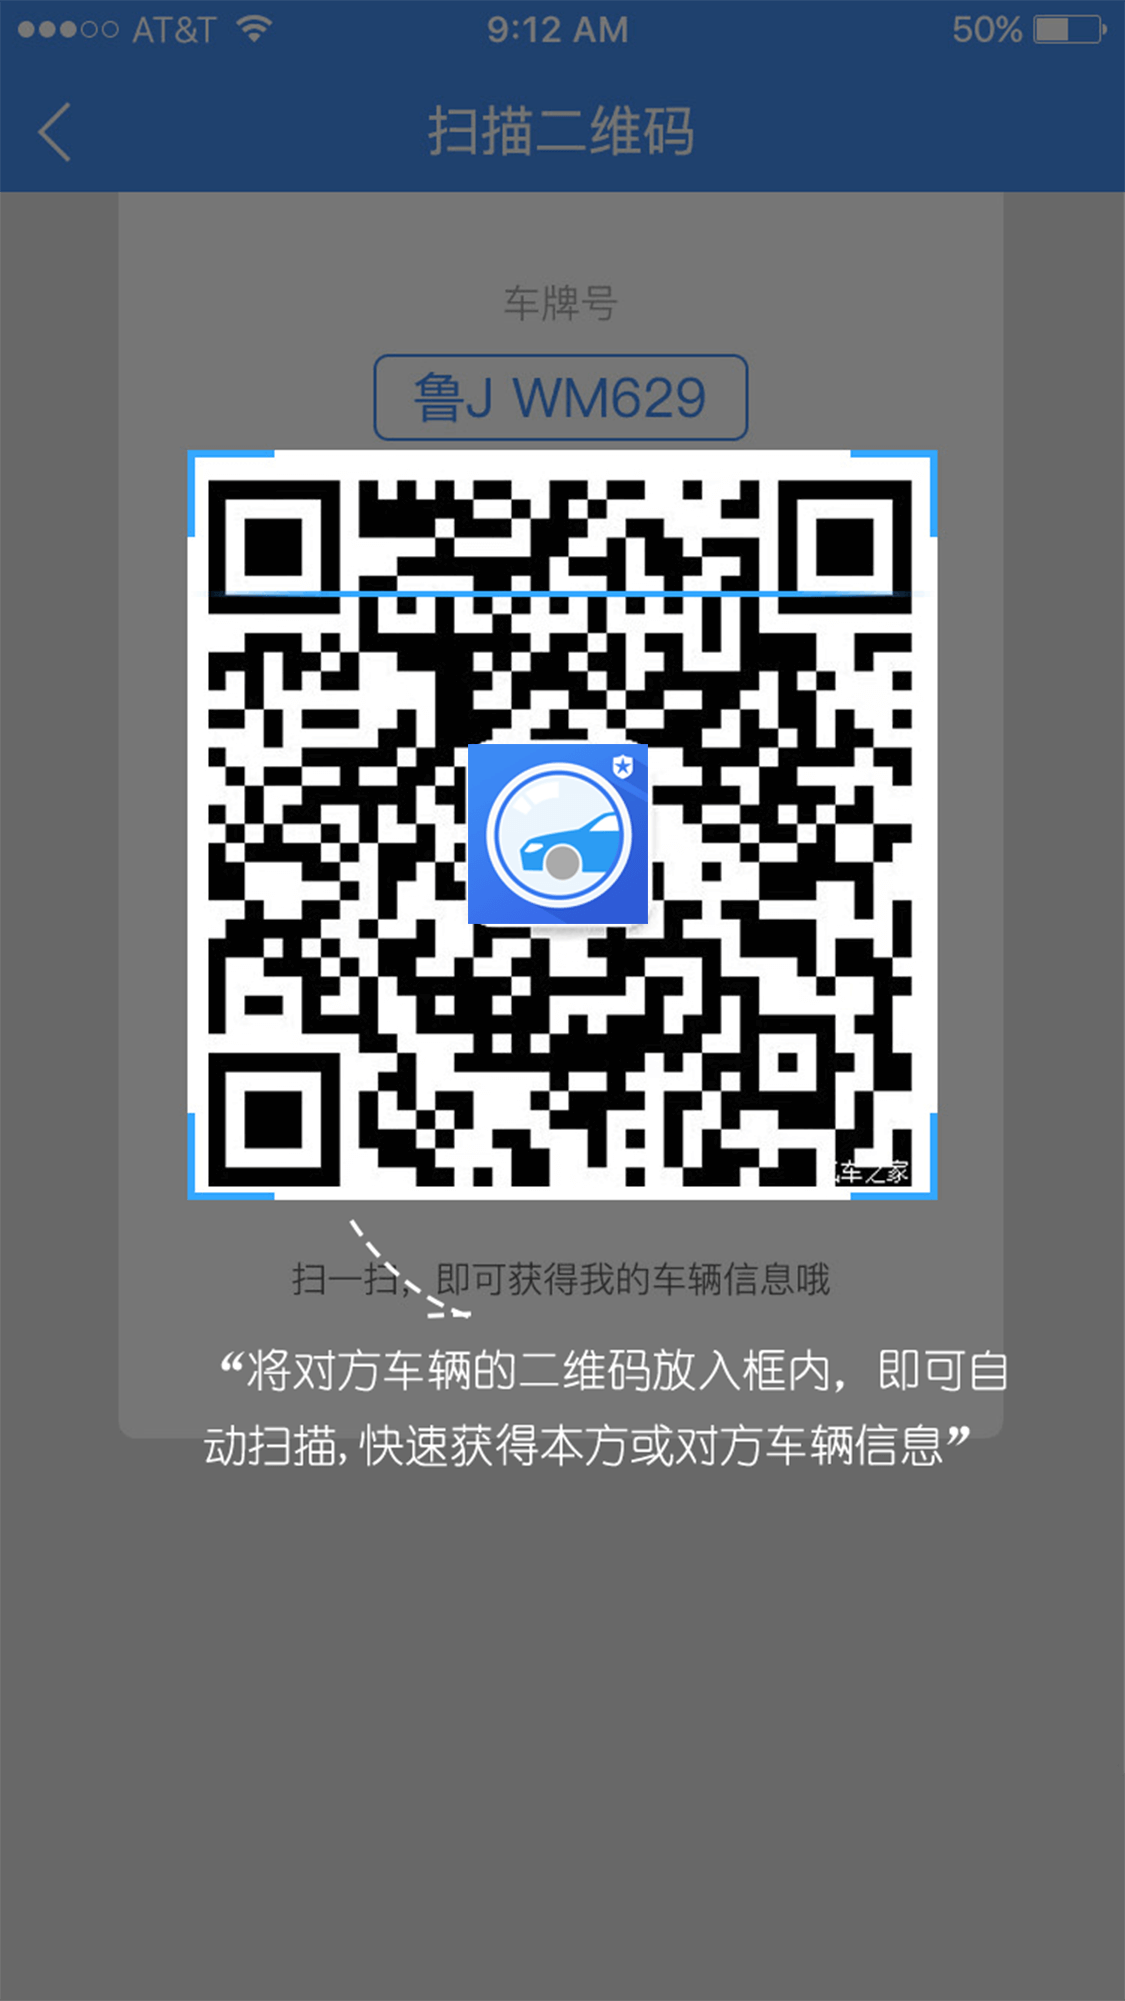 AT&T 9:12 AM 50%
扫描二维码
车牌号
鲁J WM629
车之家
扫一扫，即可获得我的车辆信息哦
“将对方车辆的二维码放入框内，即可自
动扫描,快速获得本方或对方车辆信息”